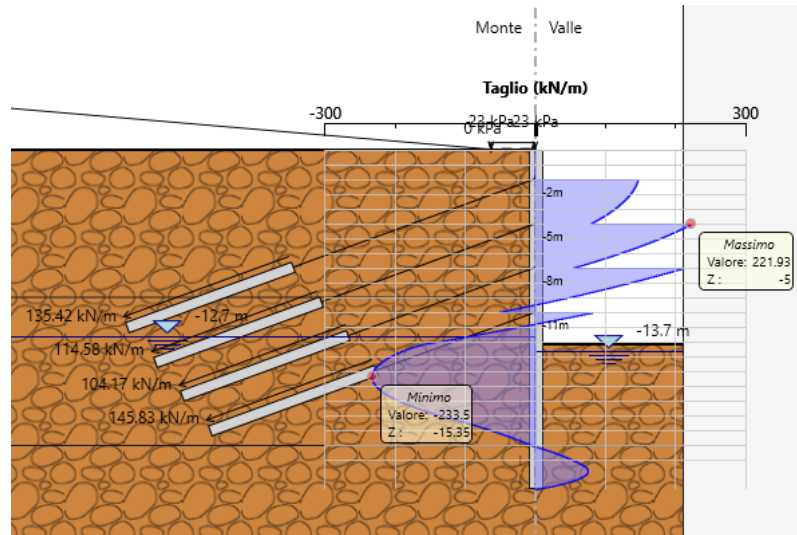 Monte
Valle
Taglio (kN/m)
-300
300
0 kPa
23 kPa
-2m
-5m
-8m
-11m
Massimo
Valore: 221.93
Z : -5
135.42 kN/m
-12.7 m
-13.7 m
114.58 kN/m
104.17 kN/m
145.83 kN/m
Minimo
Valore: -233.5
Z : -15.35